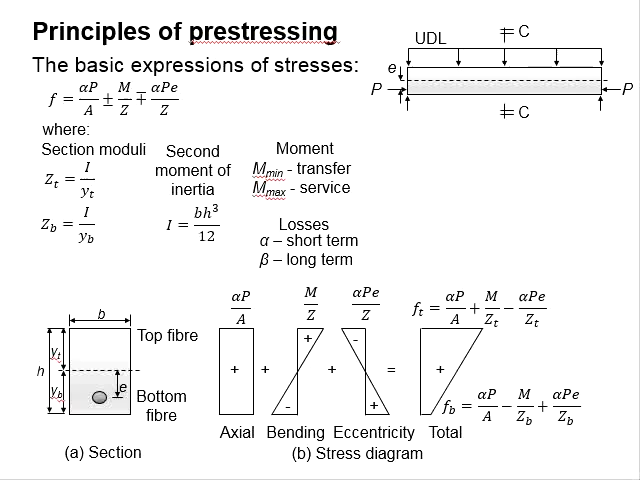 Principles of prestressing
The basic expressions of stresses:
f = αP/A ± M/Z ∓ αPe/Z
where:
Section moduli
Z_t = I/y_t
Z_b = I/y_b
Second
moment of
inertia
I = bh³/12
Moment
M_min - transfer
M_max - service
Losses
α – short term
β – long term
UDL
C
e
P
P
C
b
Top fibre
y_t
h
y_b
e
Bottom
fibre
(a) Section
αP/A
M/Z
αPe/Z
f_t = αP/A + M/Z_t − αPe/Z_t
+ + + - + - + = +
f_b = αP/A − M/Z_b + αPe/Z_b
Axial Bending Eccentricity Total
(b) Stress diagram